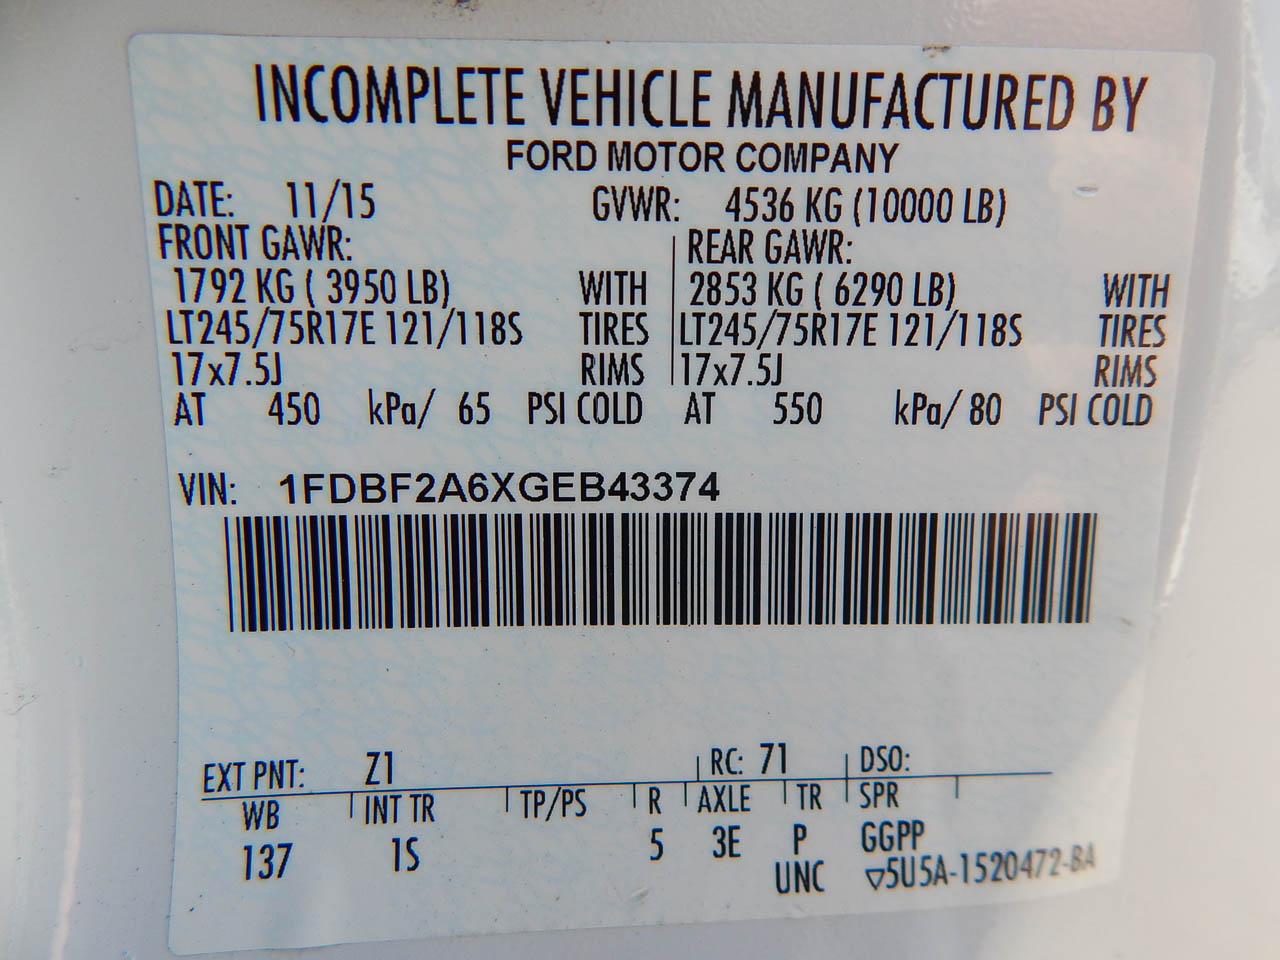 INCOMPLETE VEHICLE MANUFACTURED BY
FORD MOTOR COMPANY
DATE: 11/15 GVWR: 4536 KG (10000 LB)
FRONT GAWR: REAR GAWR:
1792 KG ( 3950 LB) WITH 2853 KG ( 6290 LB) WITH
LT245/75R17E 121/118S TIRES LT245/75R17E 121/118S TIRES
17x7.5J RIMS 17x7.5J RIMS
AT 450 kPa/ 65 PSI COLD AT 550 kPa/ 80 PSI COLD
VIN: 1FDBF2A6XGEB43374
EXT PNT: Z1 RC: 71 DSO:
WB INT TR TP/PS R AXLE TR SPR
137 1S 5 3E P GGPP
UNC ▽5U5A-1520472-BA